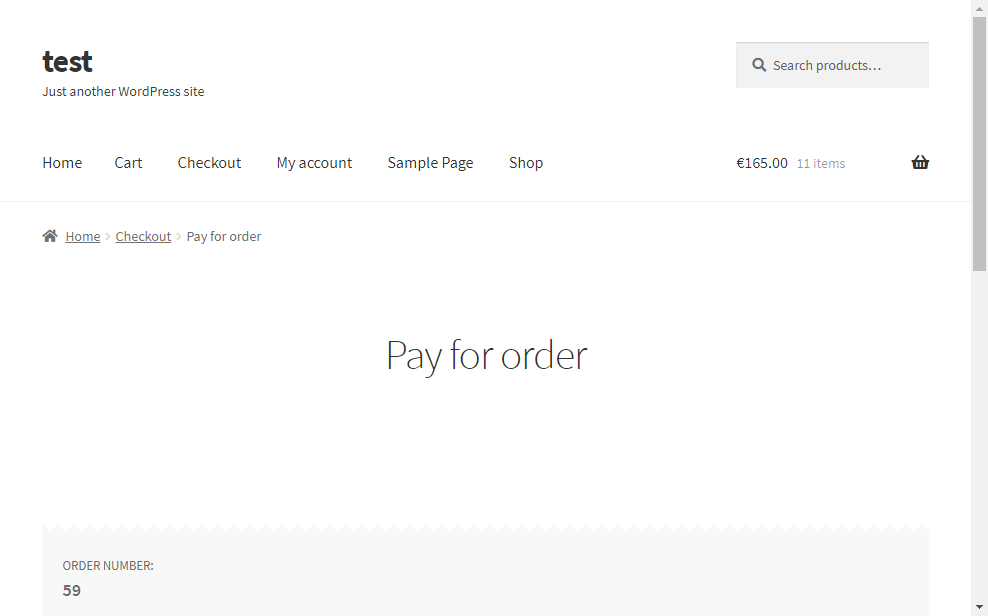 test
Just another WordPress site
Search products…
Home Cart Checkout My account Sample Page Shop €165.00 11 items
Home Checkout Pay for order
Pay for order
ORDER NUMBER:
59